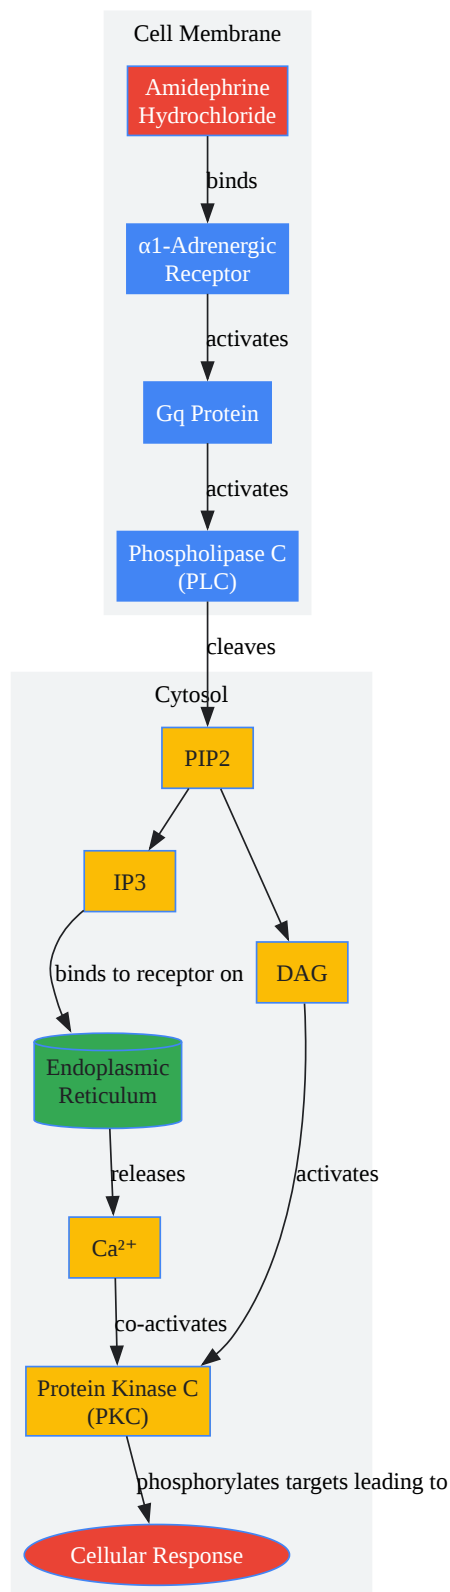 Cell Membrane
Amidephrine
Hydrochloride
binds
α1-Adrenergic
Receptor
activates
Gq Protein
activates
Phospholipase C
(PLC)
cleaves
Cytosol
PIP2
IP3
binds to receptor on
DAG
Endoplasmic
Reticulum
releases
activates
Ca²⁺
co-activates
Protein Kinase C
(PKC)
phosphorylates targets leading to
Cellular Response